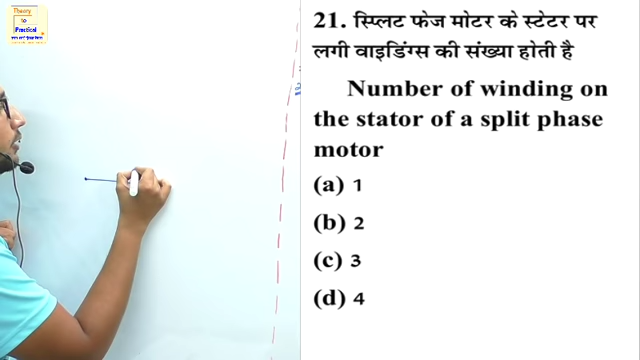 Theory
to
Practical
21. स्प्लिट फेज मोटर के स्टेटर पर
लगी वाइडिंग्स की संख्या होती है
Number of winding on
the stator of a split phase
motor
(a) 1
(b) 2
(c) 3
(d) 4